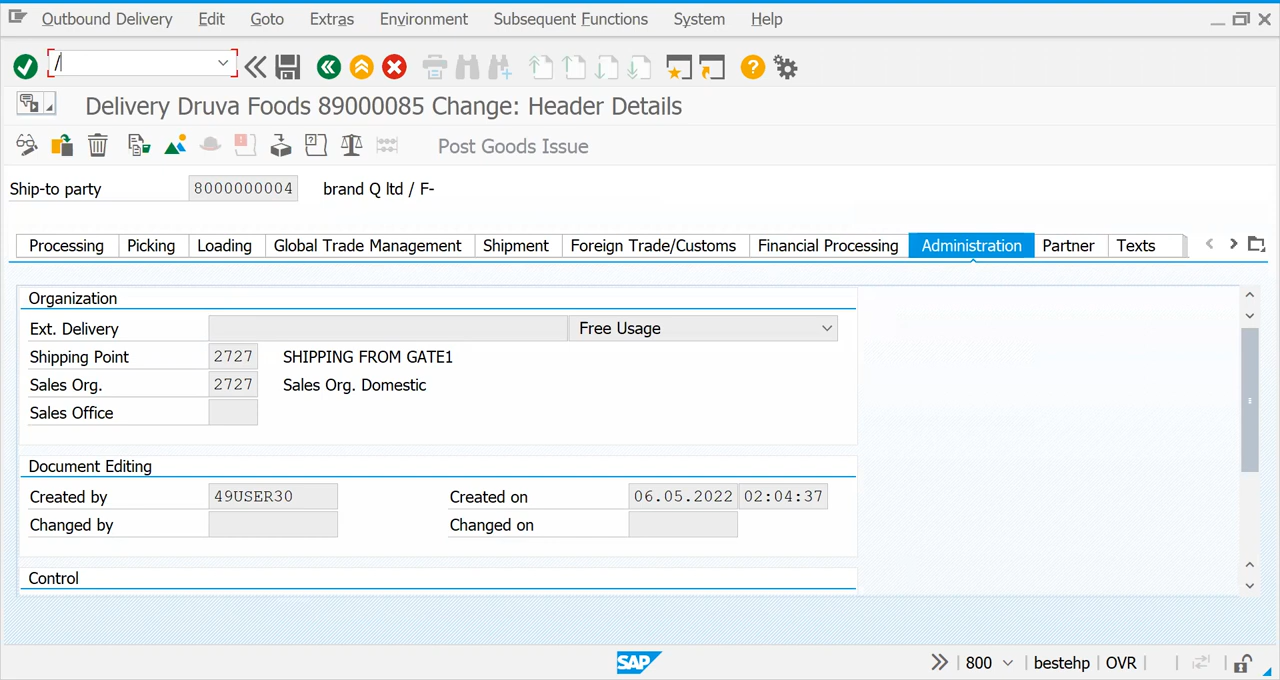 Outbound Delivery Edit Goto Extras Environment Subsequent Functions System Help
/
Delivery Druva Foods 89000085 Change: Header Details
Post Goods Issue
Ship-to party 8000000004 brand Q ltd / F-
Processing Picking Loading Global Trade Management Shipment Foreign Trade/Customs Financial Processing Administration Partner Texts
Organization
Ext. Delivery Free Usage
Shipping Point 2727 SHIPPING FROM GATE1
Sales Org. 2727 Sales Org. Domestic
Sales Office
Document Editing
Created by 49USER30 Created on 06.05.2022 02:04:37
Changed by Changed on
Control
SAP 800 bestehp OVR